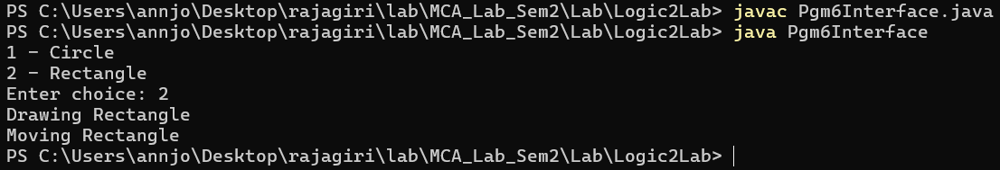 PS C:\Users\annjo\Desktop\rajagiri\lab\MCA_Lab_Sem2\Lab\Logic2Lab> javac Pgm6Interface.java
PS C:\Users\annjo\Desktop\rajagiri\lab\MCA_Lab_Sem2\Lab\Logic2Lab> java Pgm6Interface
1 - Circle
2 - Rectangle
Enter choice: 2
Drawing Rectangle
Moving Rectangle
PS C:\Users\annjo\Desktop\rajagiri\lab\MCA_Lab_Sem2\Lab\Logic2Lab>